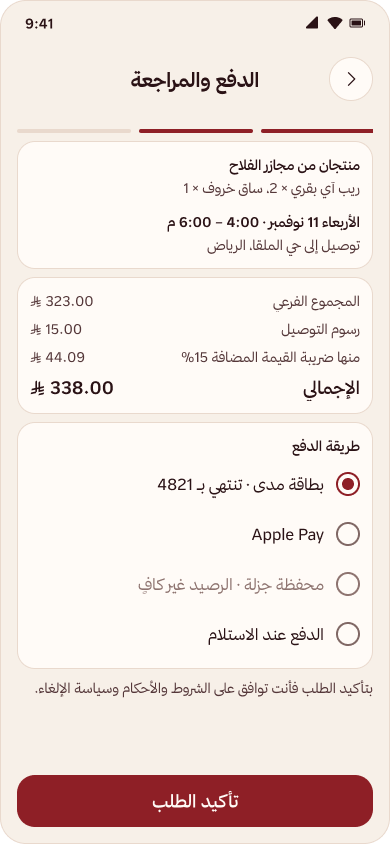 9:41
الدفع والمراجعة
منتجان من مجازر الفلاح
ريب آي بقري × 2، ساق خروف × 1
الأربعاء 11 نوفمبر · 4:00 – 6:00 م
توصيل إلى حي الملقا، الرياض
المجموع الفرعي 323.00 ⃁
رسوم التوصيل 15.00 ⃁
منها ضريبة القيمة المضافة 15% 44.09 ⃁
الإجمالي 338.00 ⃁
طريقة الدفع
بطاقة مدى · تنتهي بـ 4821
Apple Pay
محفظة جزلة · الرصيد غير كافٍ
الدفع عند الاستلام
بتأكيد الطلب فأنت توافق على الشروط والأحكام وسياسة الإلغاء.
تأكيد الطلب